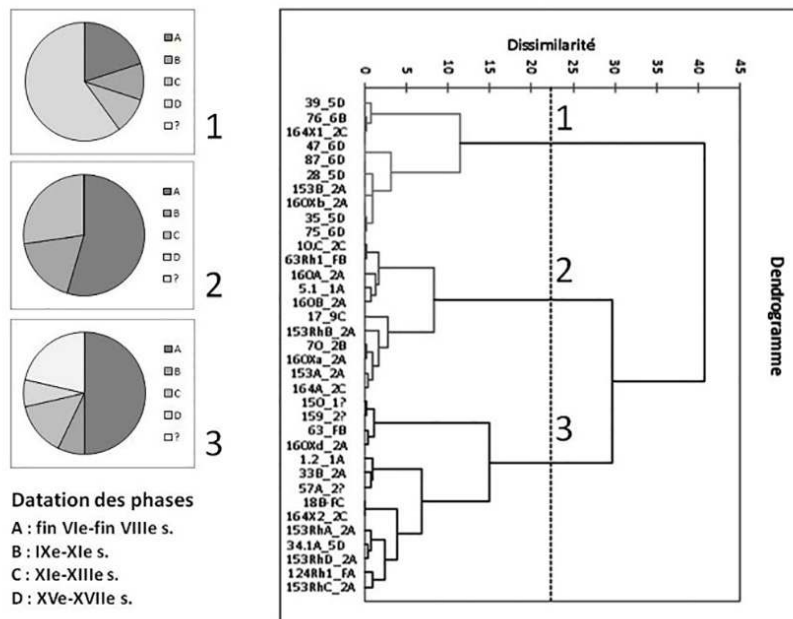 A
B
C
D
?
1
A
B
C
D
?
2
A
B
C
D
?
3
Datation des phases
A : fin VIe-fin VIIIe s.
B : IXe-XIe s.
C : XIe-XIIIe s.
D : XVe-XVIIe s.
Dissimilarité
0 5 10 15 20 25 30 35 40 45
39_5D
76_6B
164X1_2C
47_6D
87_6D
28_5D
153B_2A
160Xb_2A
35_5D
75_6D
10.C_2C
63Rh1_FB
160A_2A
5.1_1A
160B_2A
17_9C
153RhB_2A
70_2B
160Xa_2A
153A_2A
164A_2C
150_1?
159_2?
63_FB
160Xd_2A
1.2_1A
33B_2A
57A_2?
18B-FC
164X2_2C
153RhA_2A
34.1A_5D
153RhD_2A
124Rh1_FA
153RhC_2A
1
2
3
Dendrogramme